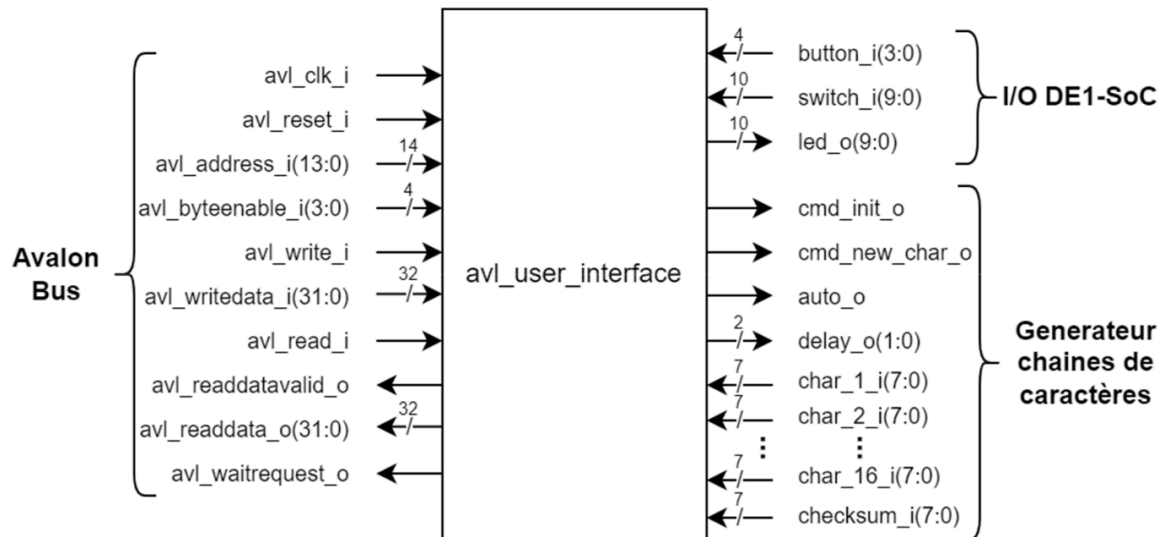 Avalon
Bus
avl_clk_i
avl_reset_i
avl_address_i(13:0)
14
avl_byteenable_i(3:0)
4
avl_write_i
avl_writedata_i(31:0)
32
avl_read_i
avl_readdatavalid_o
avl_readdata_o(31:0)
32
avl_waitrequest_o
avl_user_interface
4
button_i(3:0)
10
switch_i(9:0)
10
led_o(9:0)
I/O DE1-SoC
cmd_init_o
cmd_new_char_o
auto_o
2
delay_o(1:0)
7
char_1_i(7:0)
7
char_2_i(7:0)
7
char_16_i(7:0)
7
checksum_i(7:0)
Generateur
chaines de
caractères